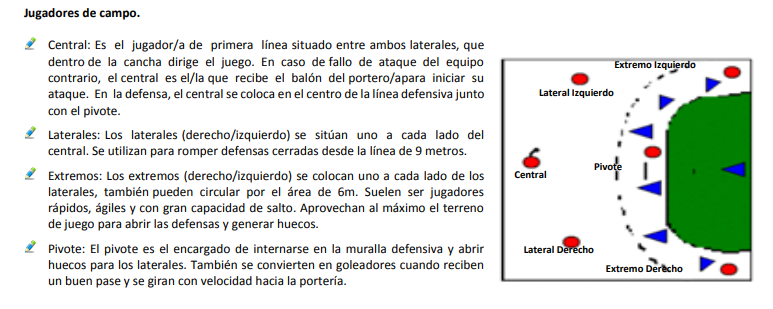 Jugadores de campo.
Central: Es el jugador/a de primera línea situado entre ambos laterales, que
dentro de la cancha dirige el juego. En caso de fallo de ataque del equipo
contrario, el central es el/la que recibe el balón del portero/apara iniciar su
ataque. En la defensa, el central se coloca en el centro de la línea defensiva junto
con el pivote.
Laterales: Los laterales (derecho/izquierdo) se sitúan uno a cada lado del
central. Se utilizan para romper defensas cerradas desde la línea de 9 metros.
Extremos: Los extremos (derecho/izquierdo) se colocan uno a cada lado de los
laterales, también pueden circular por el área de 6m. Suelen ser jugadores
rápidos, ágiles y con gran capacidad de salto. Aprovechan al máximo el terreno
de juego para abrir las defensas y generar huecos.
Pivote: El pivote es el encargado de internarse en la muralla defensiva y abrir
huecos para los laterales. También se convierten en goleadores cuando reciben
un buen pase y se giran con velocidad hacia la portería.
Extremo Izquierdo
Lateral Izquierdo
Pivote
Central
Lateral Derecho
Extremo Derecho